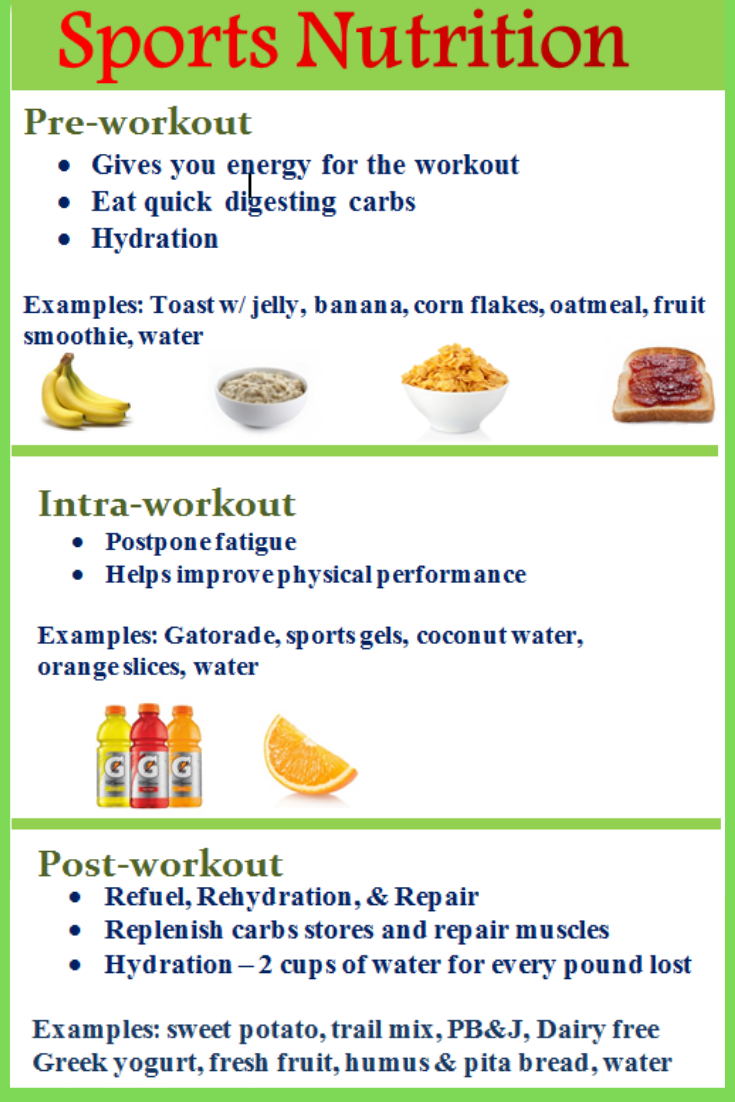 Sports Nutrition
Pre-workout
• Gives you energy for the workout
• Eat quick digesting carbs
• Hydration
Examples: Toast w/ jelly, banana, corn flakes, oatmeal, fruit
smoothie, water
Intra-workout
• Postpone fatigue
• Helps improve physical performance
Examples: Gatorade, sports gels, coconut water,
orange slices, water
G G G
Post-workout
• Refuel, Rehydration, & Repair
• Replenish carbs stores and repair muscles
• Hydration – 2 cups of water for every pound lost
Examples: sweet potato, trail mix, PB&J, Dairy free
Greek yogurt, fresh fruit, humus & pita bread, water